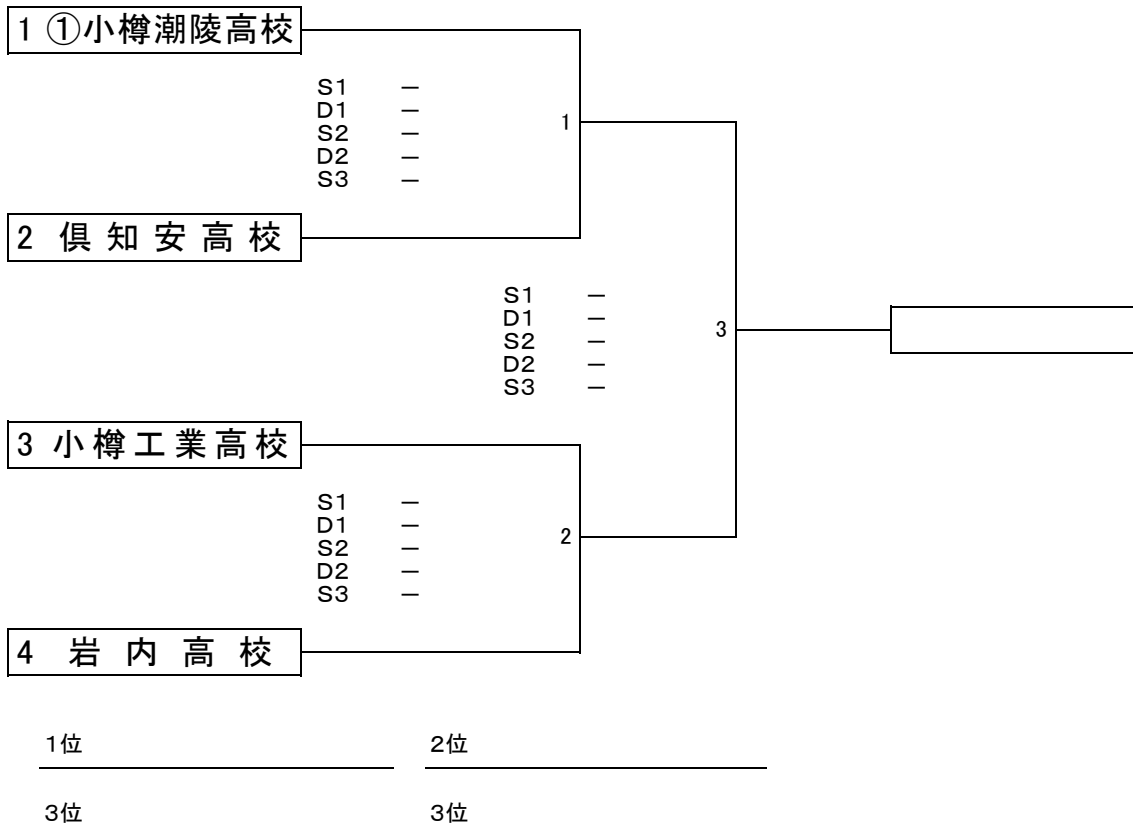 1 ①小樽潮陵高校
S1 －
D1 －
S2 －
D2 －
S3 －
1
2 倶知安高校
S1 －
D1 －
S2 －
D2 －
S3 －
3
3 小樽工業高校
S1 －
D1 －
S2 －
D2 －
S3 －
2
4 岩内高校
1位 2位
3位 3位